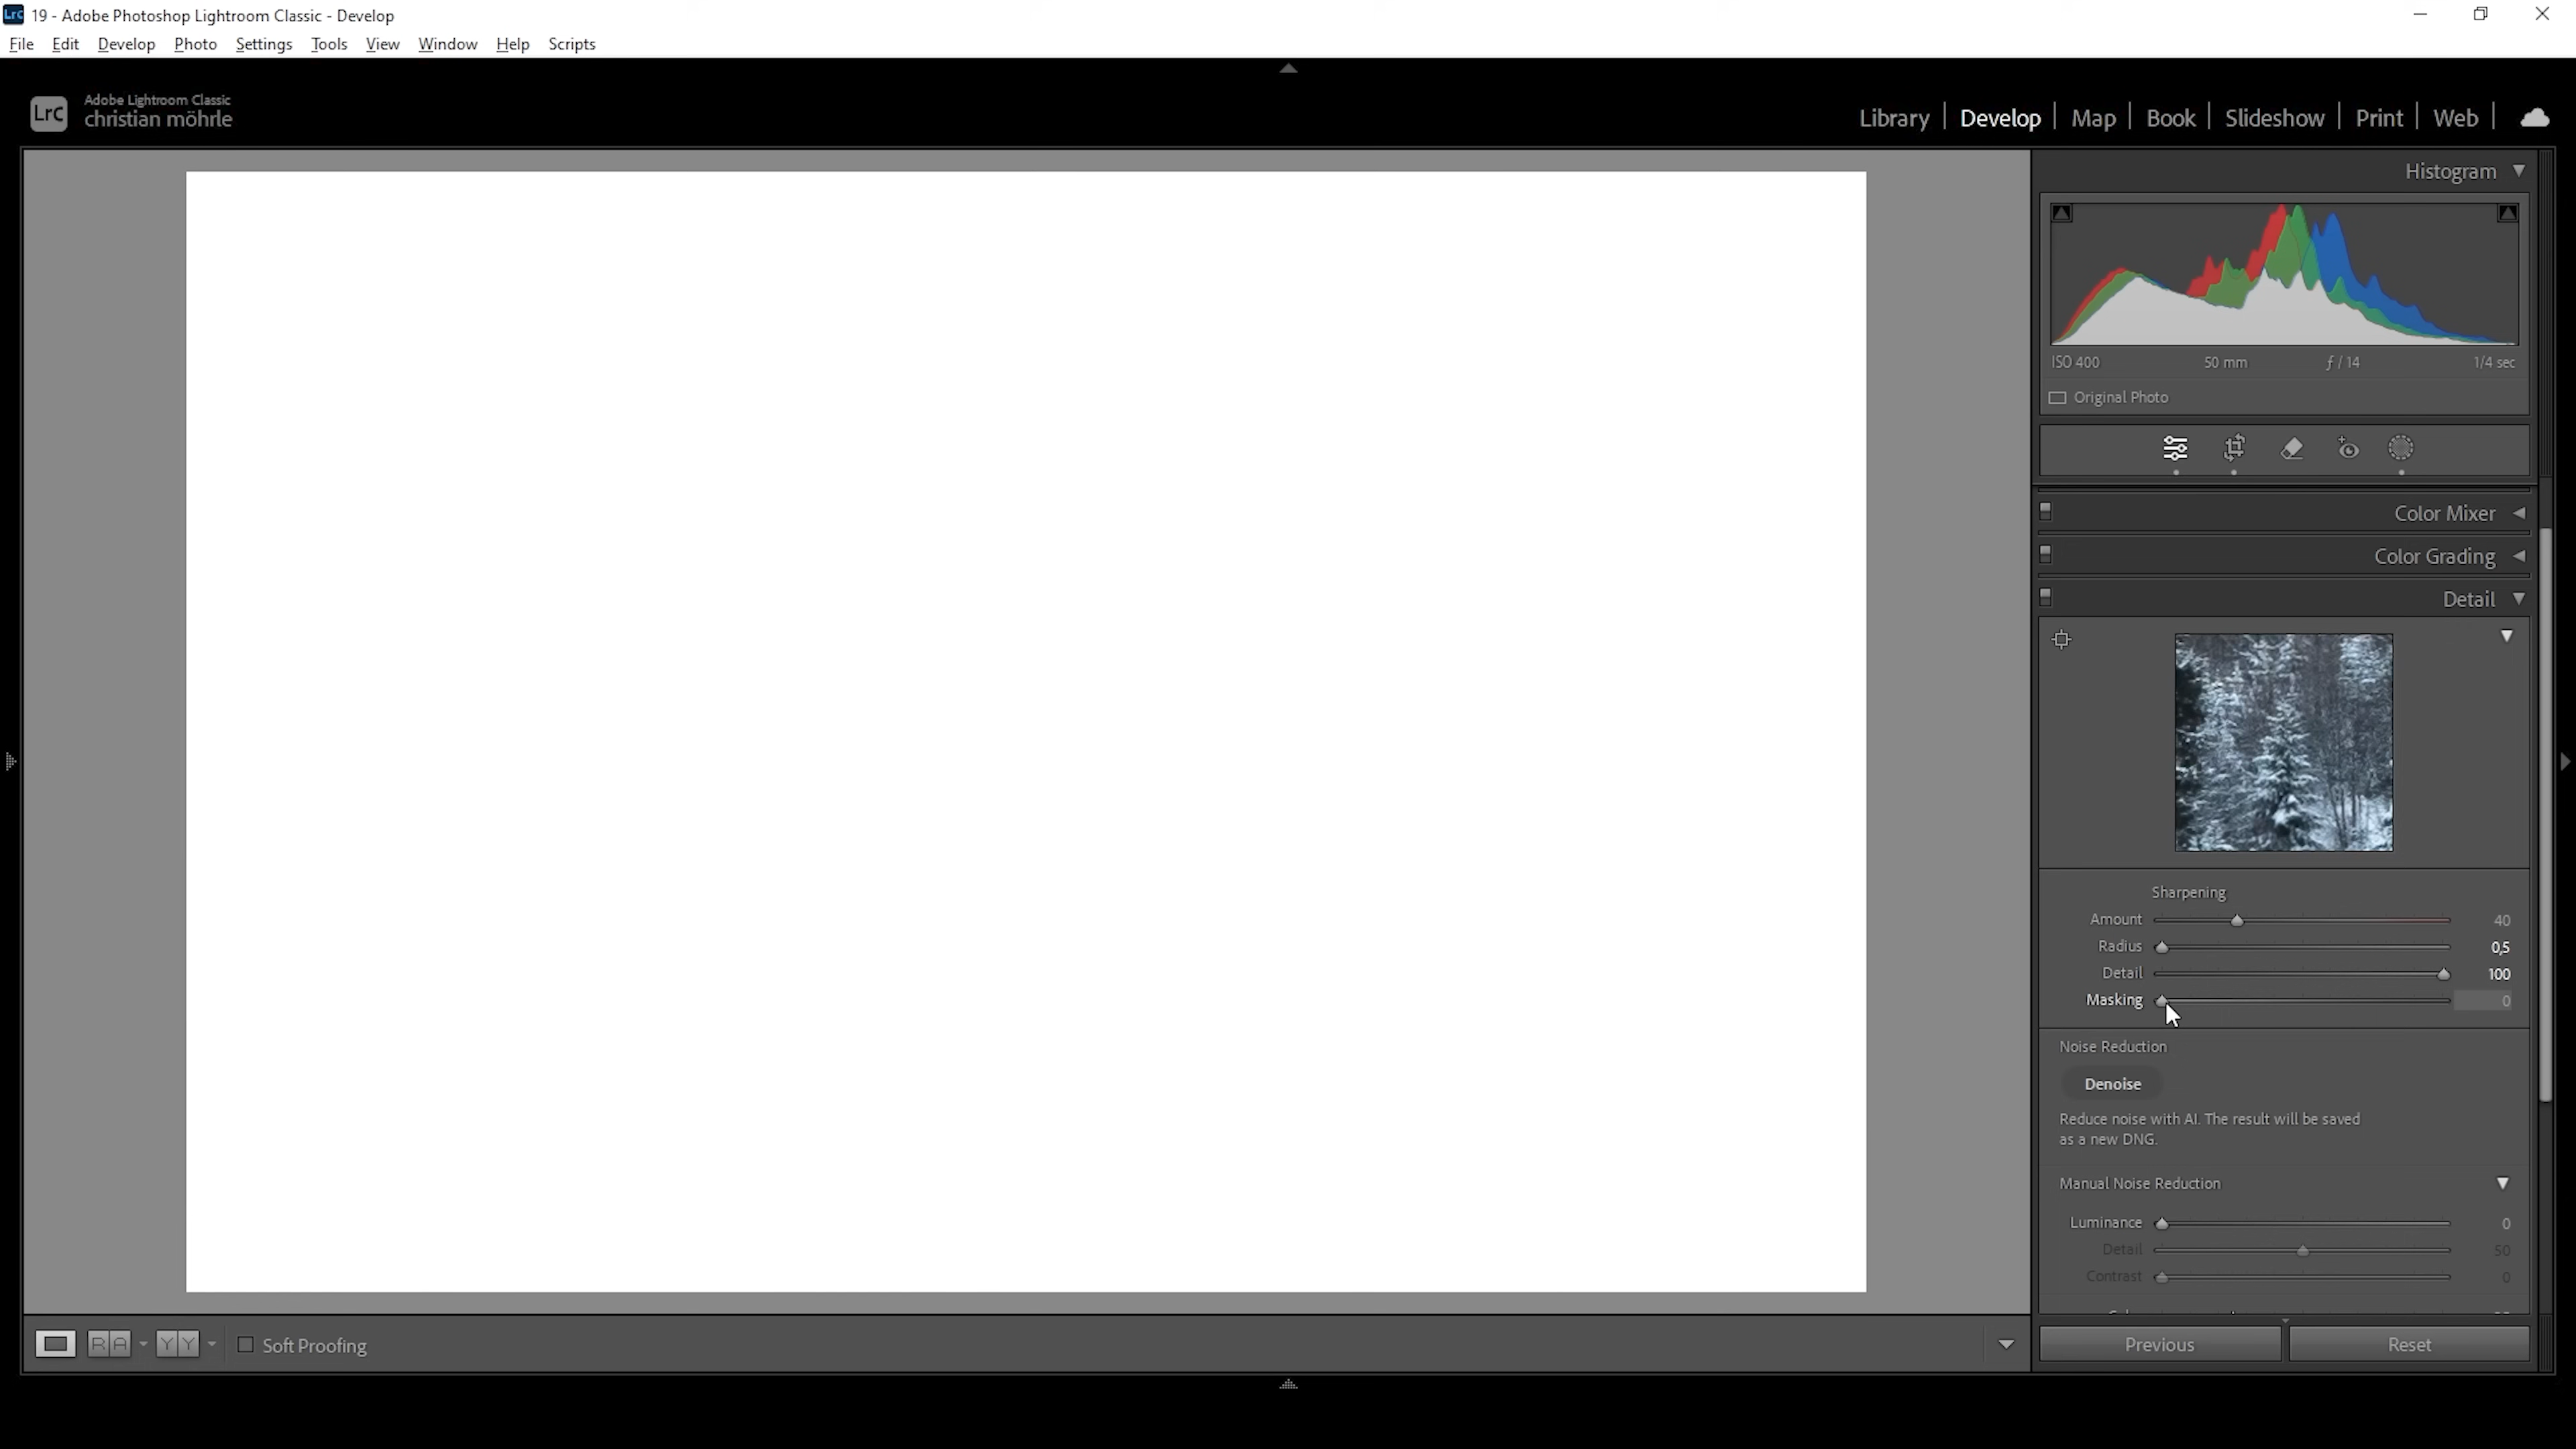 19 - Adobe Photoshop Lightroom Classic - Develop
File Edit Develop Photo Settings Tools View Window Help Scripts
Lrc
Adobe Lightroom Classic
christian möhrle
Library | Develop | Map | Book | Slideshow | Print | Web |
Histogram
ISO 400 50 mm ƒ / 14 1/4 sec
Original Photo
Color Mixer
Color Grading
Detail
Sharpening
Amount 40
Radius 0,5
Detail 100
Masking 0
Noise Reduction
Denoise
Reduce noise with AI. The result will be saved
as a new DNG.
Manual Noise Reduction
Luminance 0
Detail 50
Contrast 0
R A Y Y Soft Proofing
Previous Reset